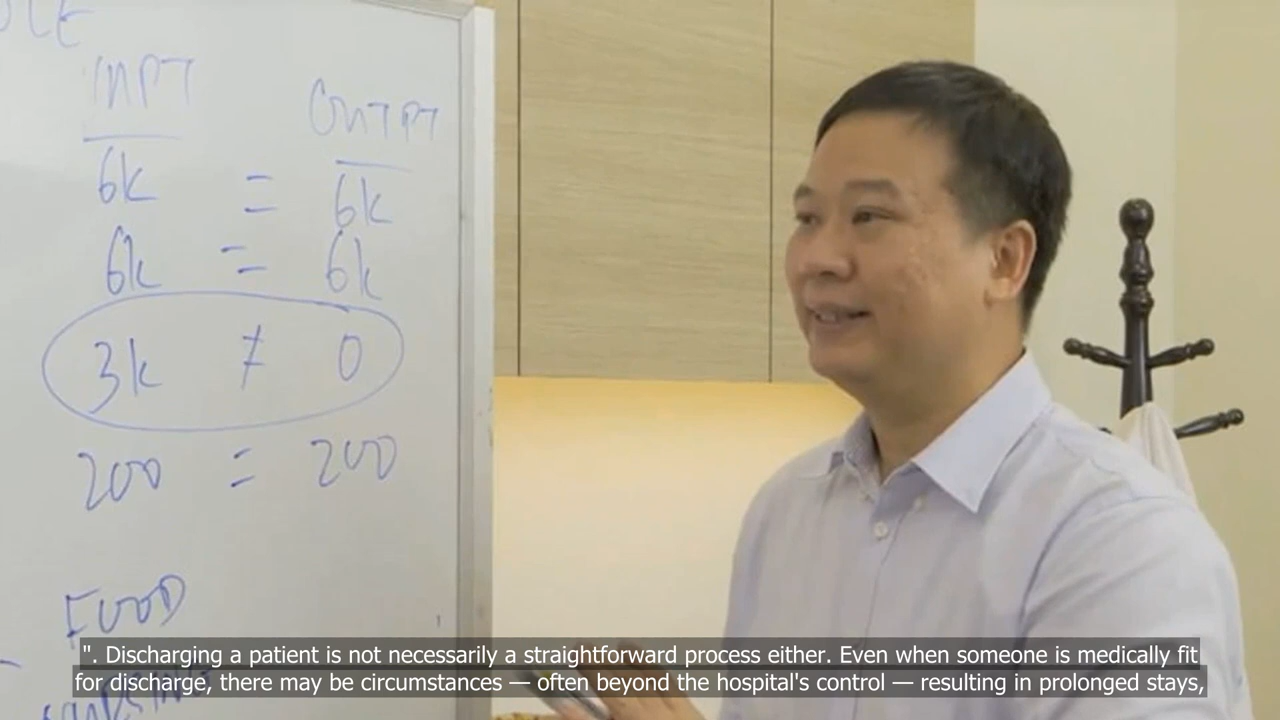 INPT OUTPT
6k = 6k
6k = 6k
3k ≠ 0
200 = 200
FOOD
". Discharging a patient is not necessarily a straightforward process either. Even when someone is medically fit
for discharge, there may be circumstances — often beyond the hospital's control — resulting in prolonged stays,